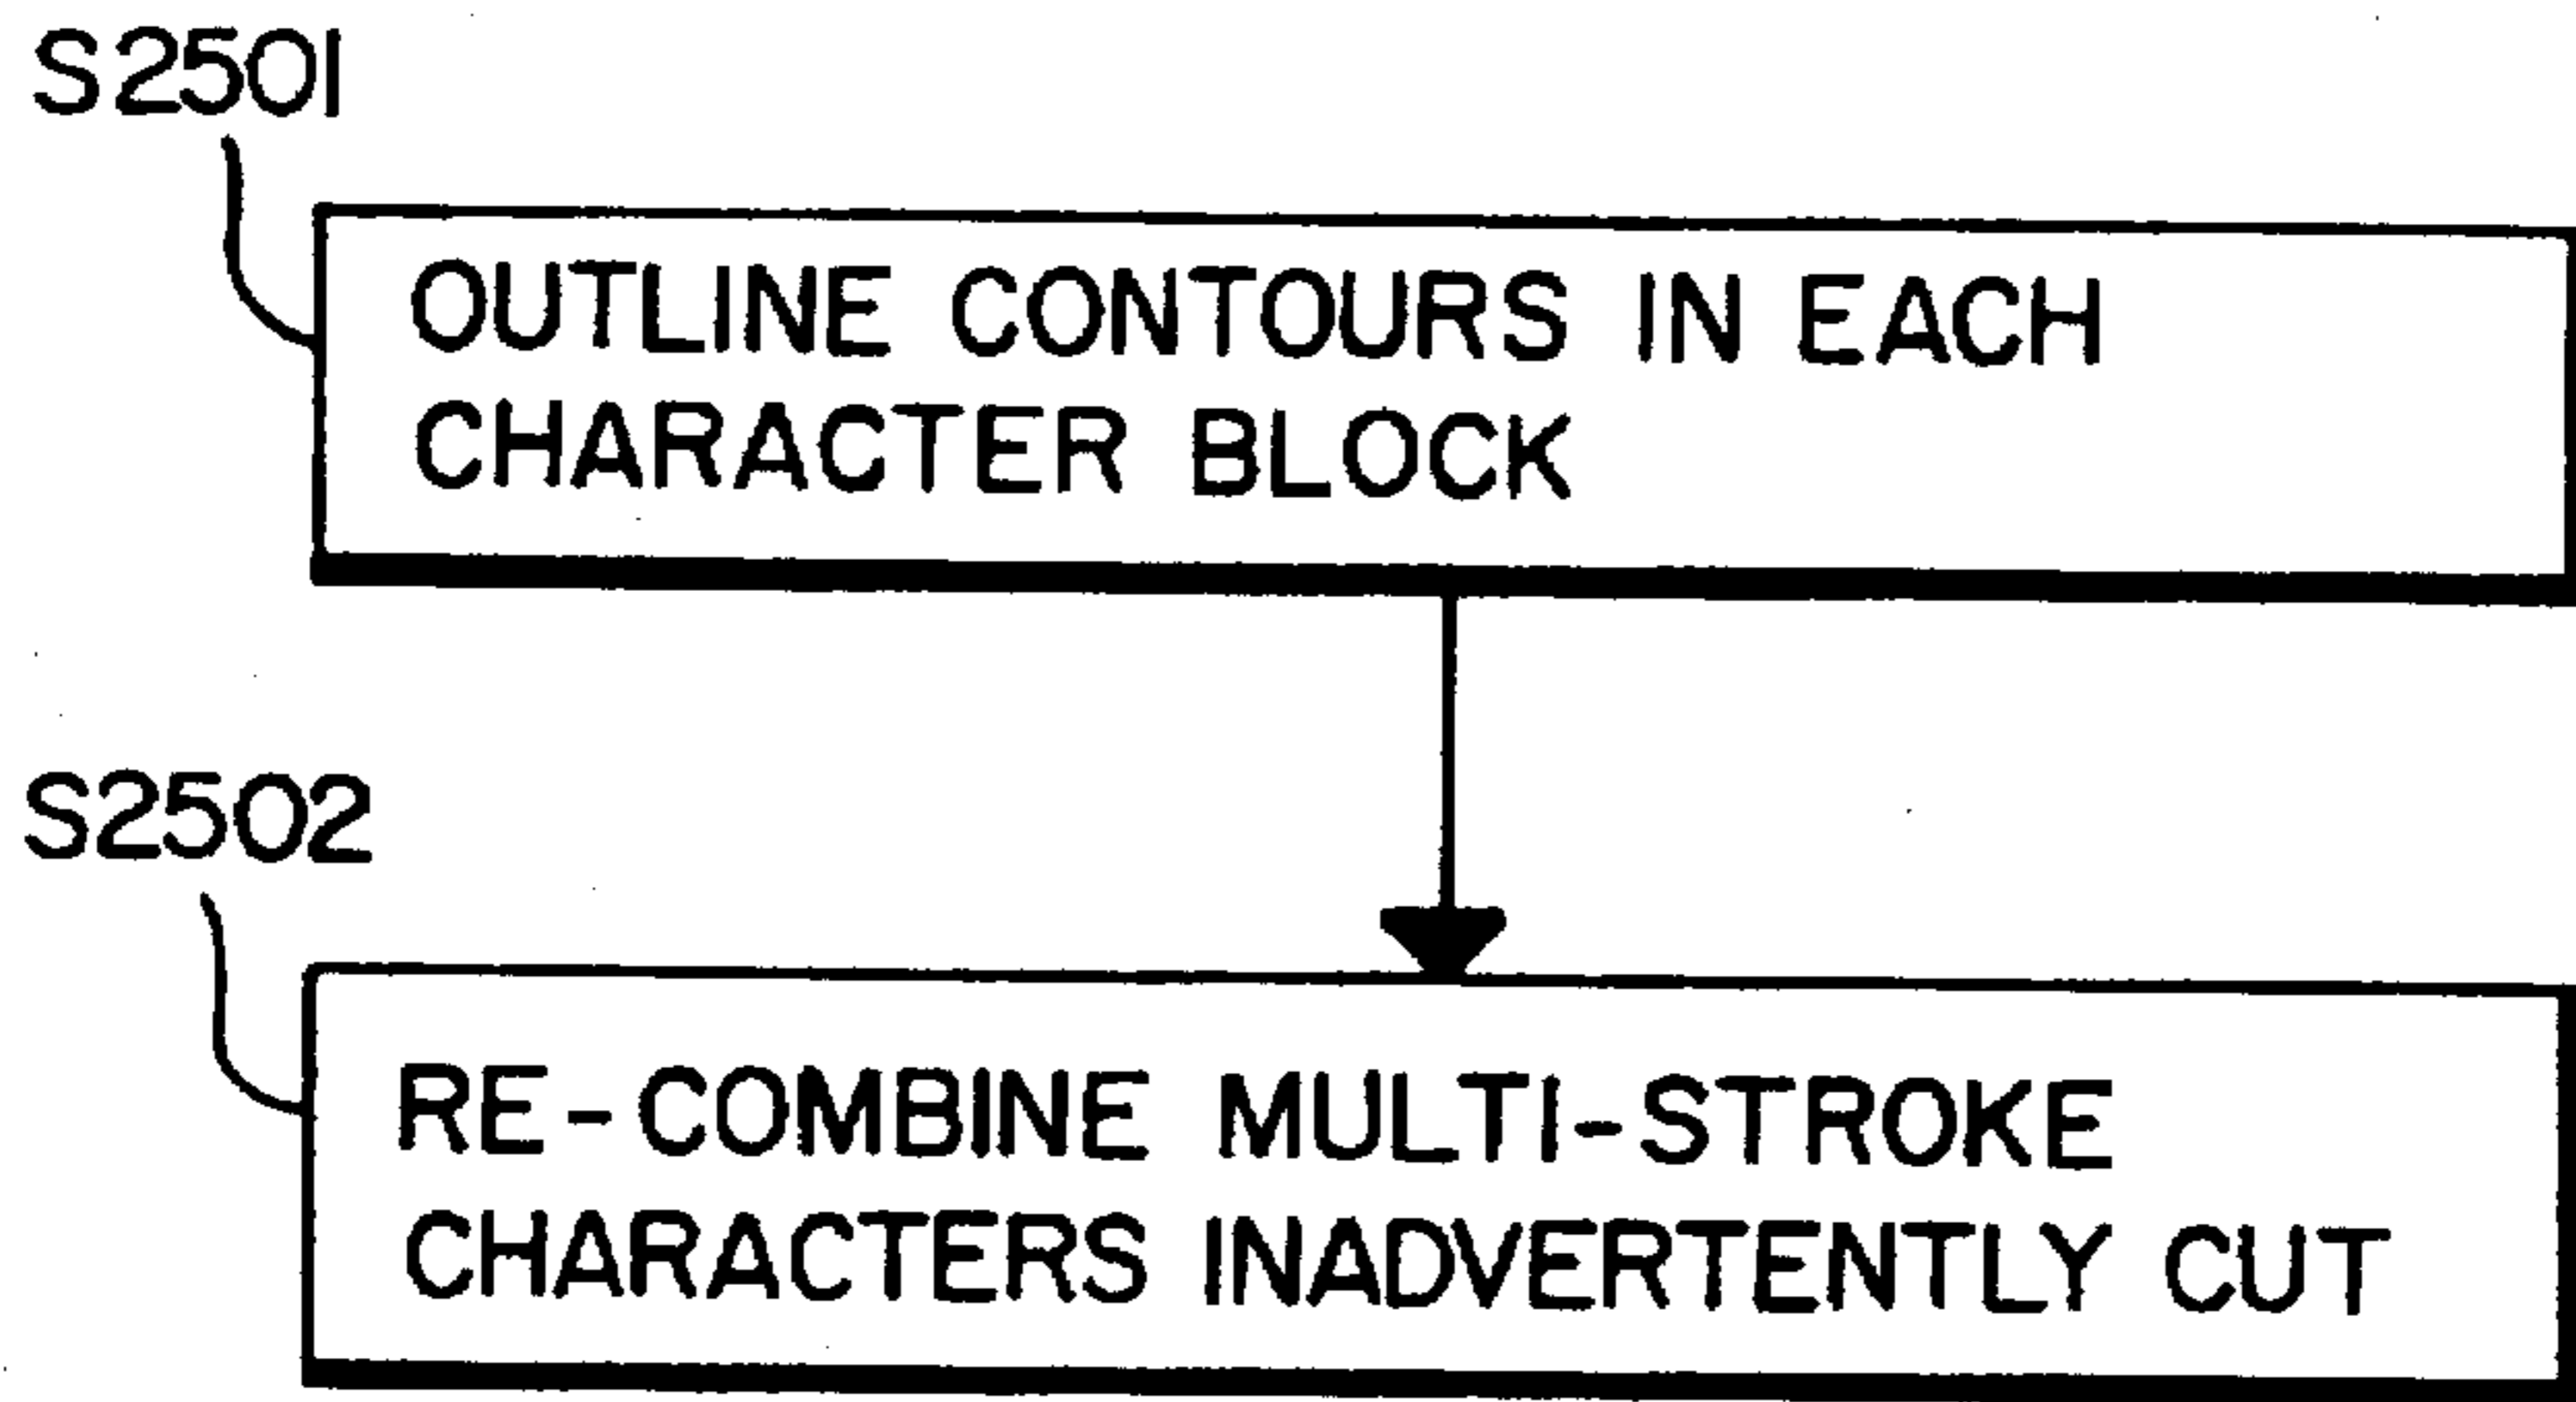 S2501
OUTLINE CONTOURS IN EACH
CHARACTER BLOCK
S2502
RE-COMBINE MULTI-STROKE
CHARACTERS INADVERTENTLY CUT